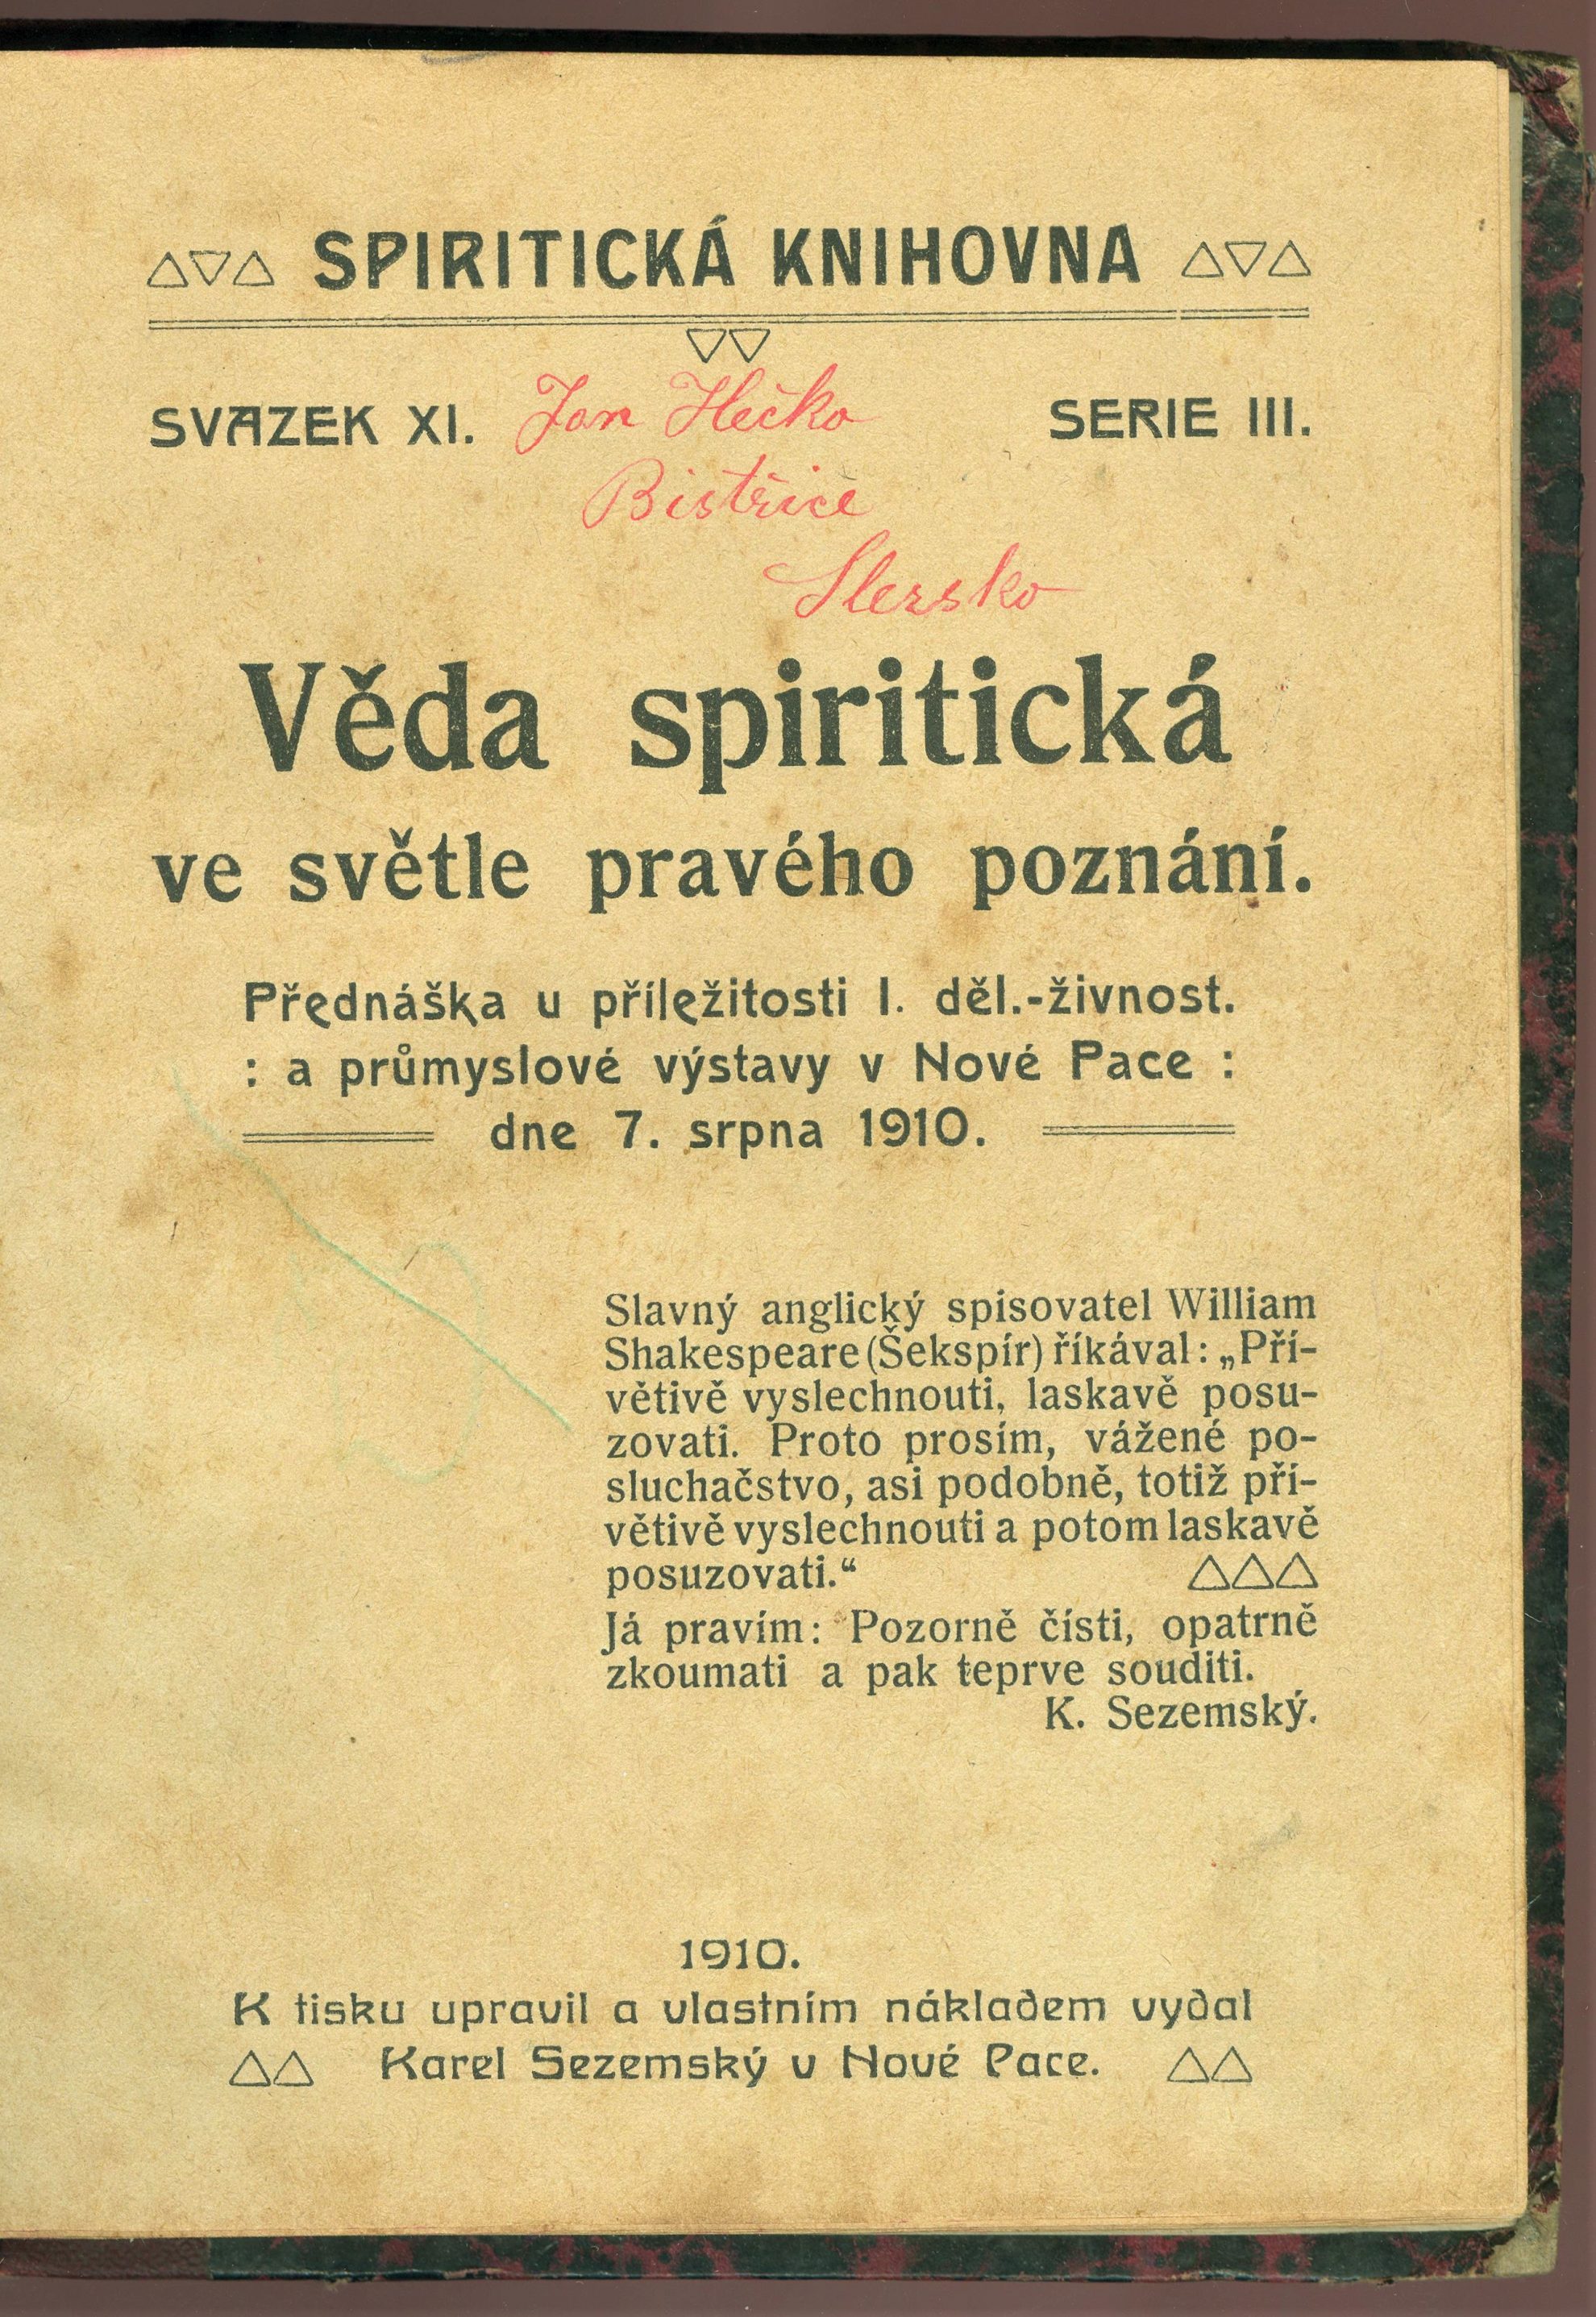 SPIRITICKÁ KNIHOVNA
SVAZEK XI. Jan Hečko SERIE III.
Bistřice
Slezsko
Věda spiritická
ve světle pravého poznání.
Přednáška u příležitosti I. děl.-živnost.
: a průmyslové výstavy v Nové Pace :
dne 7. srpna 1910.
Slavný anglický spisovatel William
Shakespeare (Šekspír) říkával: „Pří-
větivě vyslechnouti, laskavě posu-
zovati. Proto prosím, vážené po-
sluchačstvo, asi podobně, totiž pří-
větivě vyslechnouti a potom laskavě
posuzovati.“
Já pravím: Pozorně čísti, opatrně
zkoumati a pak teprve souditi.
K. Sezemský.
1910.
K tisku upravil a vlastním nákladem vydal
Karel Sezemský v Nové Pace.